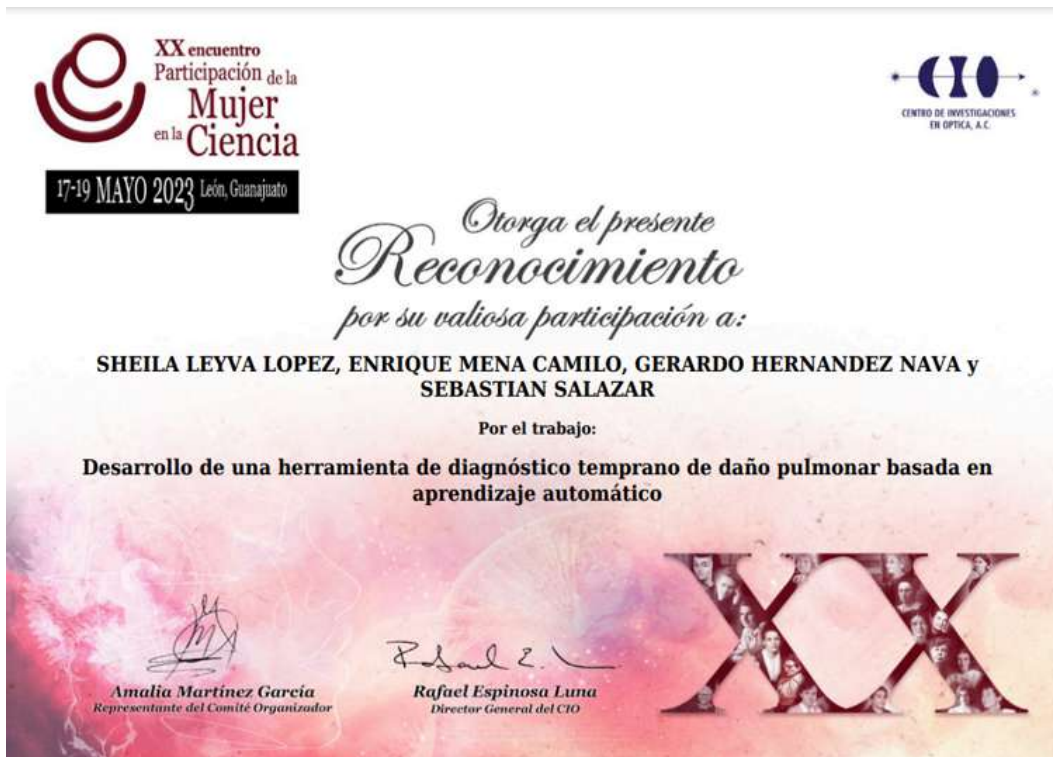 XX encuentro
Participación de la
Mujer
en la Ciencia
17-19 MAYO 2023 León, Guanajuato
CIO
CENTRO DE INVESTIGACIONES
EN OPTICA, A.C.
Otorga el presente
Reconocimiento
por su valiosa participación a:
SHEILA LEYVA LOPEZ, ENRIQUE MENA CAMILO, GERARDO HERNANDEZ NAVA y
SEBASTIAN SALAZAR
Por el trabajo:
Desarrollo de una herramienta de diagnóstico temprano de daño pulmonar basada en
aprendizaje automático
Rafael E. L
Amalia Martínez García
Representante del Comité Organizador
Rafael Espinosa Luna
Director General del CIO
XX